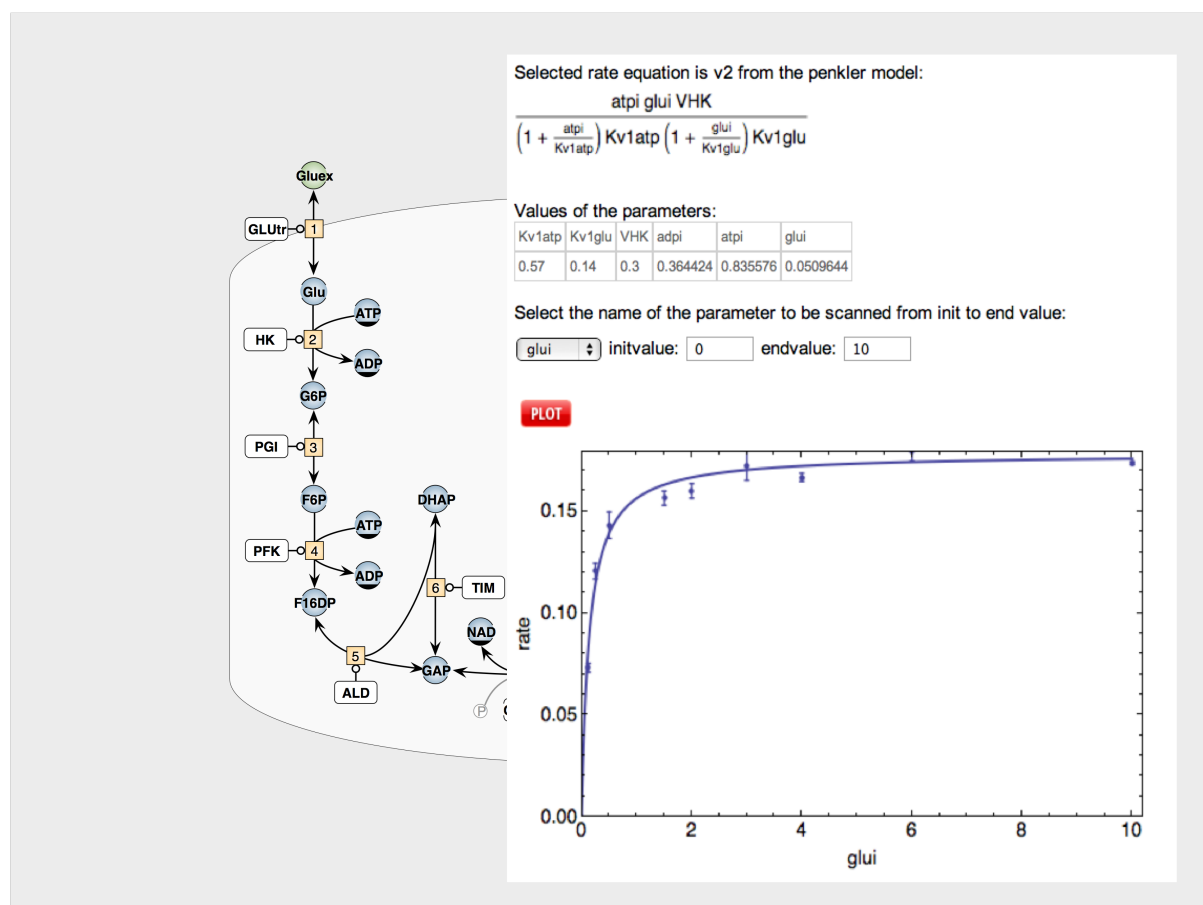 Selected rate equation is v2 from the penkler model:
atpi glui VHK
(1 + atpi/Kv1atp) Kv1atp (1 + glui/Kv1glu) Kv1glu
Values of the parameters:
Kv1atp Kv1glu VHK adpi atpi glui
0.57 0.14 0.3 0.364424 0.835576 0.0509644
Select the name of the parameter to be scanned from init to end value:
glui initvalue: 0 endvalue: 10
PLOT
0.15
0.10
0.05
0.00
rate
0 2 4 6 8 10
glui
Gluex
GLUtr 1
Glu
ATP
HK 2
ADP
G6P
PGI 3
F6P
DHAP
ATP
PFK 4
ADP
6 TIM
F16DP
NAD
5
GAP
ALD
P